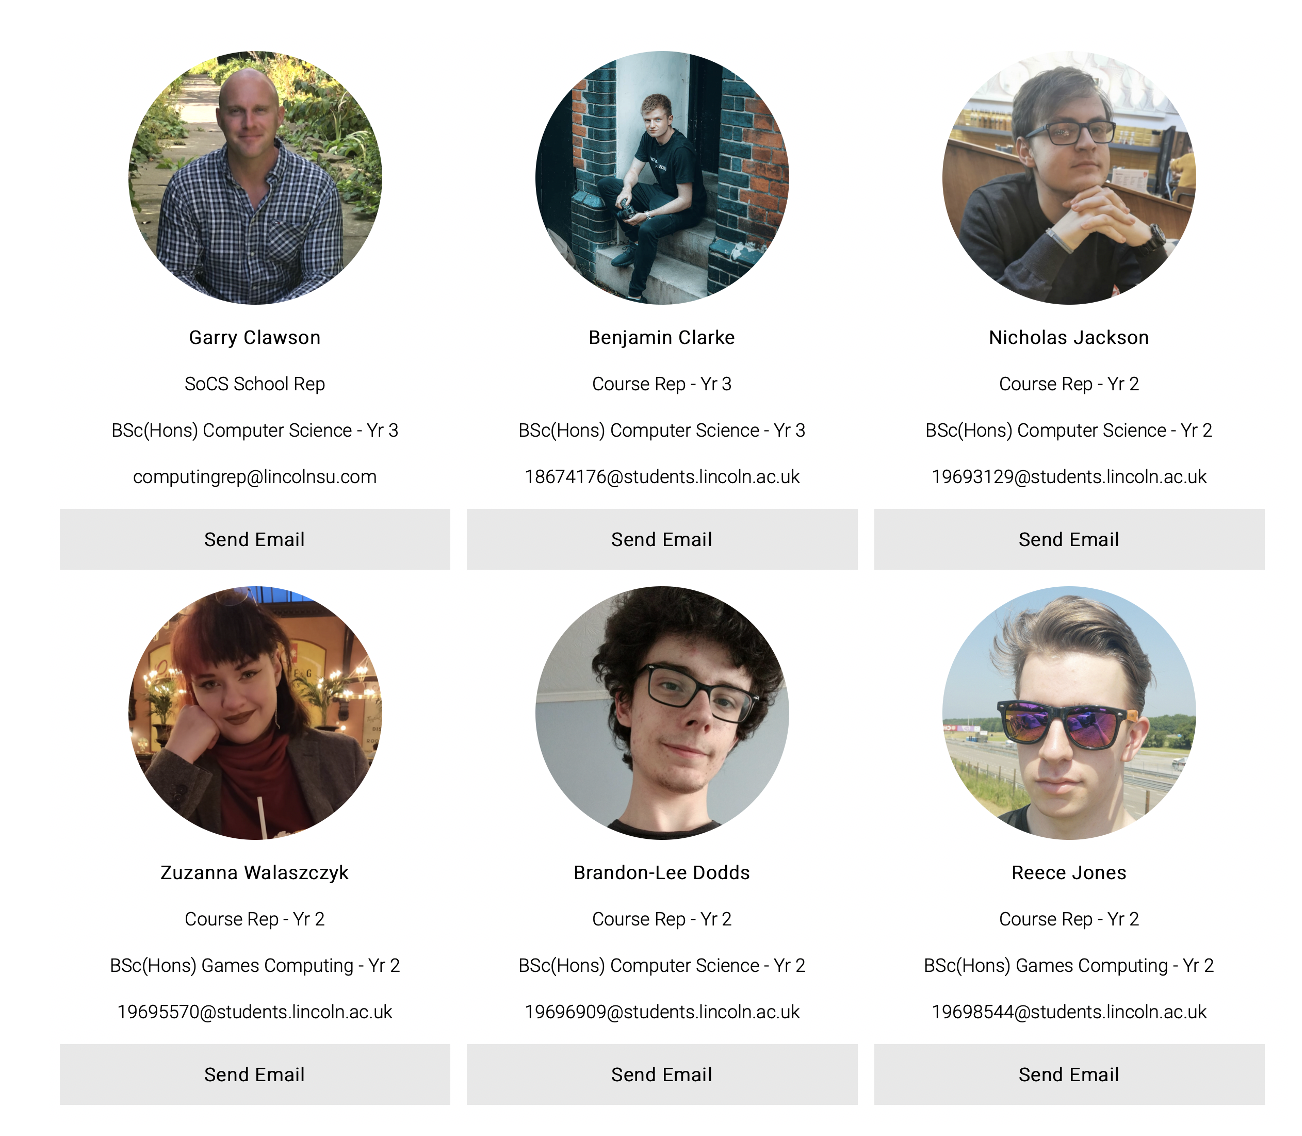 Garry Clawson
SoCS School Rep
BSc(Hons) Computer Science - Yr 3
computingrep@lincolnsu.com
Send Email
Benjamin Clarke
Course Rep - Yr 3
BSc(Hons) Computer Science - Yr 3
18674176@students.lincoln.ac.uk
Send Email
Nicholas Jackson
Course Rep - Yr 2
BSc(Hons) Computer Science - Yr 2
19693129@students.lincoln.ac.uk
Send Email
Zuzanna Walaszczyk
Course Rep - Yr 2
BSc(Hons) Games Computing - Yr 2
19695570@students.lincoln.ac.uk
Send Email
Brandon-Lee Dodds
Course Rep - Yr 2
BSc(Hons) Computer Science - Yr 2
19696909@students.lincoln.ac.uk
Send Email
Reece Jones
Course Rep - Yr 2
BSc(Hons) Games Computing - Yr 2
19698544@students.lincoln.ac.uk
Send Email